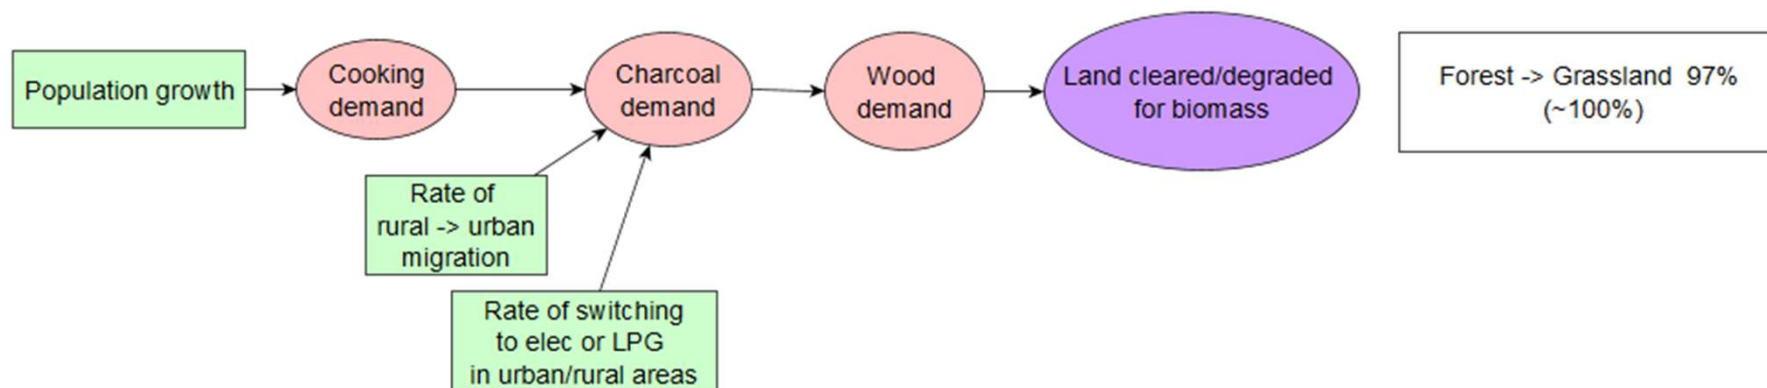 Population growth
Cooking
demand
Charcoal
demand
Wood
demand
Land cleared/degraded
for biomass
Forest -> Grassland 97%
(~100%)
Rate of
rural -> urban
migration
Rate of switching
to elec or LPG
in urban/rural areas